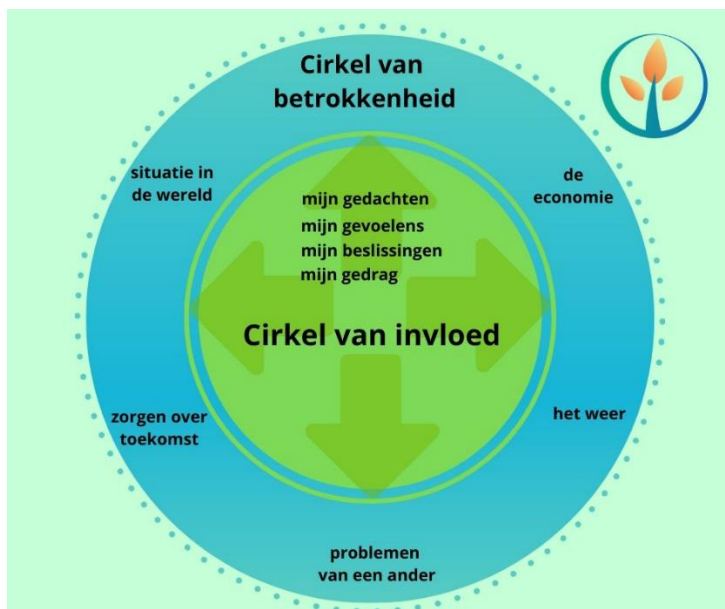 Cirkel van
betrokkenheid
situatie in
de wereld
de
economie
mijn gedachten
mijn gevoelens
mijn beslissingen
mijn gedrag
Cirkel van invloed
zorgen over
toekomst
het weer
problemen
van een ander